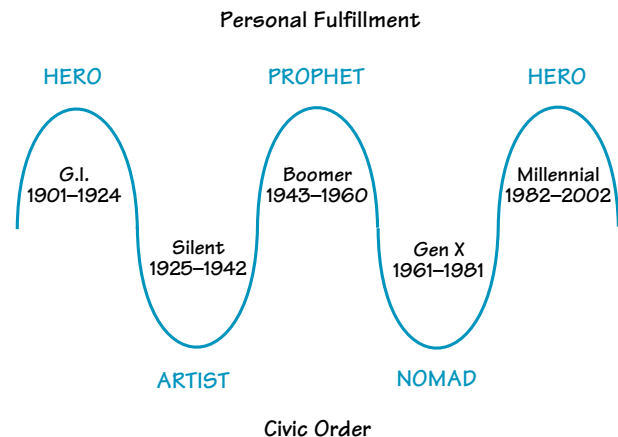 Personal Fulfillment
HERO
PROPHET
HERO
G.I.
1901–1924
Boomer
1943–1960
Millennial
1982–2002
Silent
1925–1942
Gen X
1961–1981
ARTIST
NOMAD
Civic Order